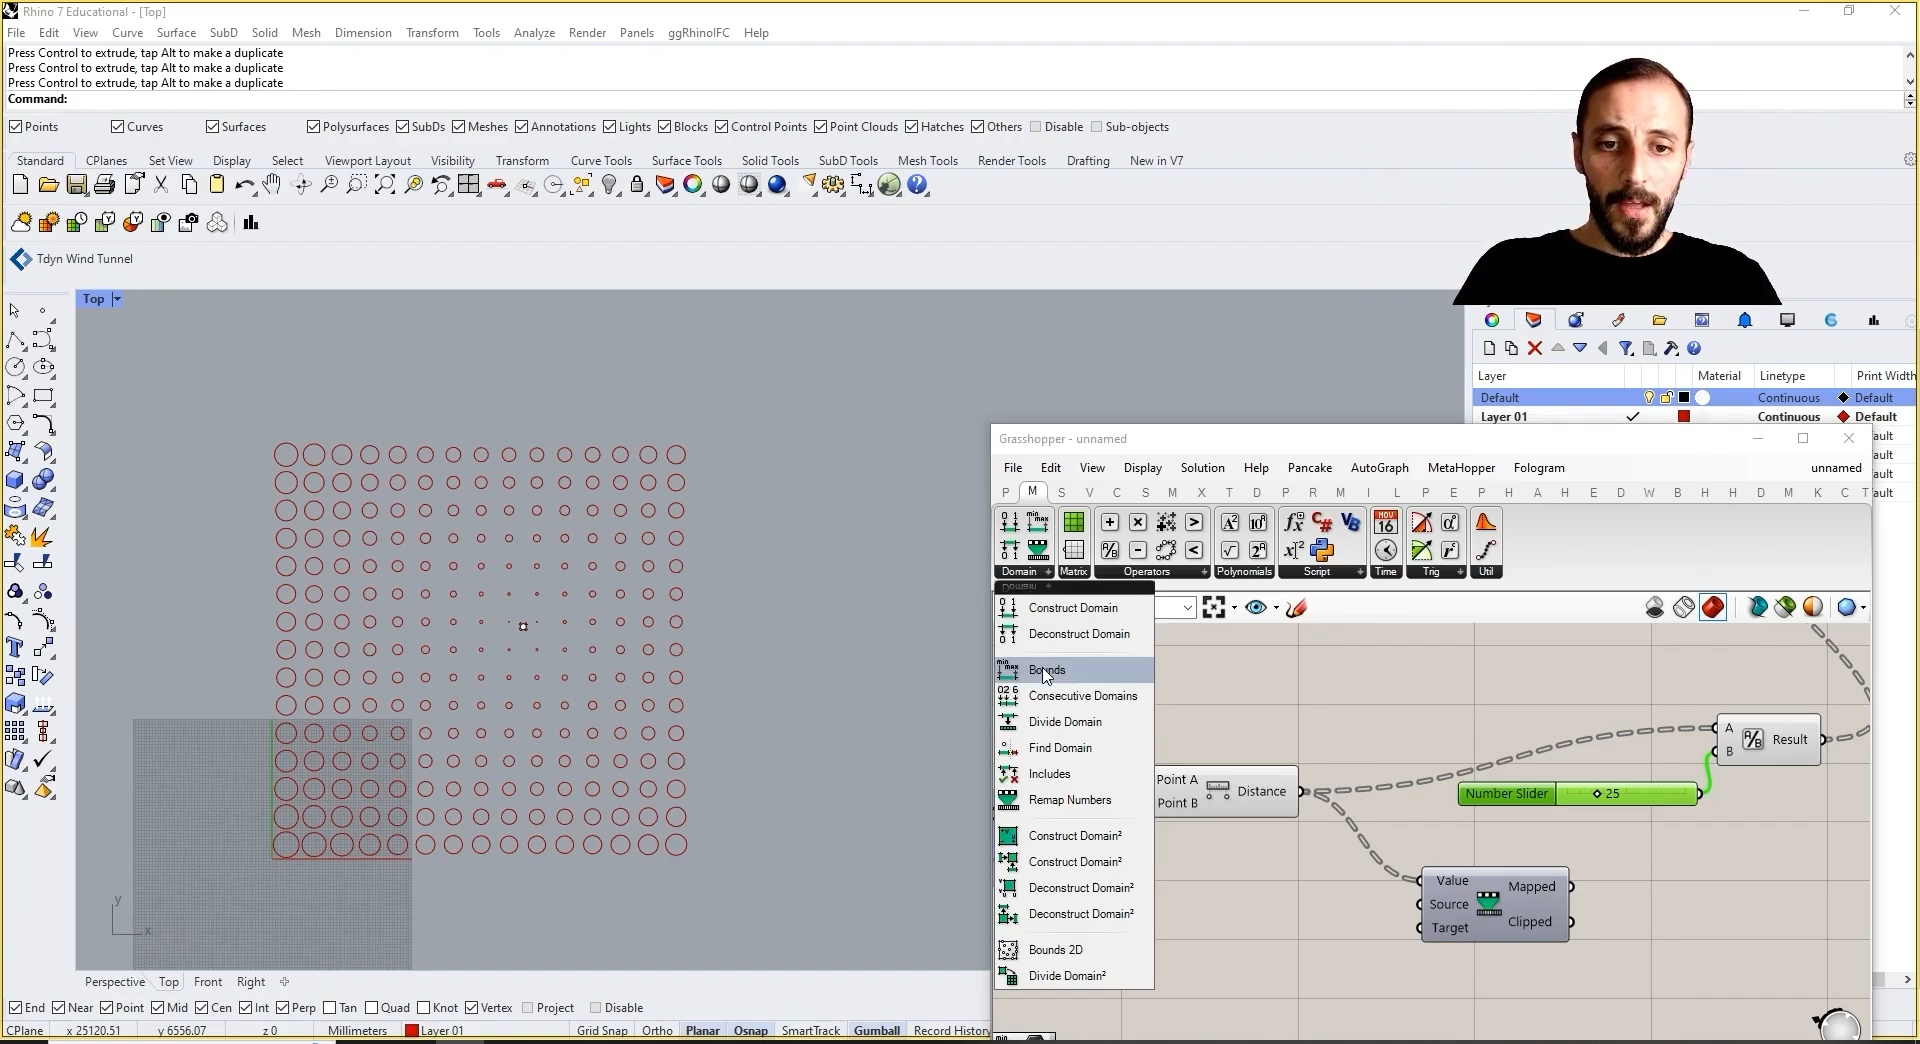 Rhino 7 Educational - [Top]
File Edit View Curve Surface SubD Solid Mesh Dimension Transform Tools Analyze Render Panels ggRhinoIFC Help
Press Control to extrude, tap Alt to make a duplicate
Press Control to extrude, tap Alt to make a duplicate
Press Control to extrude, tap Alt to make a duplicate
Command:
Points Curves Surfaces Polysurfaces SubDs Meshes Annotations Lights Blocks Control Points Point Clouds Hatches Others Disable Sub-objects
Standard CPlanes Set View Display Select Viewport Layout Visibility Transform Curve Tools Surface Tools Solid Tools SubD Tools Mesh Tools Render Tools Drafting New in V7
Tdyn Wind Tunnel
Top
Layer Material Linetype Print Width
Default Continuous Default
Layer 01 Continuous Default
fault
fault
fault
fault
Grasshopper - unnamed
File Edit View Display Solution Help Pancake AutoGraph MetaHopper Fologram unnamed
P M S V C S M X T D P R M I L P E P H A H E D W B H H D M K C T
Domain Matrix Operators Polynomials Script Time Trig Util
Domain
Construct Domain
Deconstruct Domain
Bounds
Consecutive Domains
Divide Domain
Find Domain
Includes
Remap Numbers
Construct Domain²
Construct Domain²
Deconstruct Domain²
Deconstruct Domain²
Bounds 2D
Divide Domain²
Point A
Point B
Distance
Number Slider 25
A
B
A/B
Result
Value
Source
Target
Mapped
Clipped
y
x
Perspective Top Front Right
End Near Point Mid Cen Int Perp Tan Quad Knot Vertex Project Disable
CPlane x 25120.51 y 6556.07 z 0 Millimeters Layer 01 Grid Snap Ortho Planar Osnap SmartTrack Gumball Record History